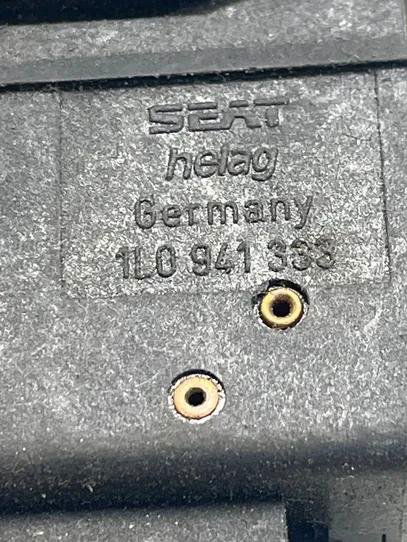 SEAT
helag
Germany
1L0 941 333